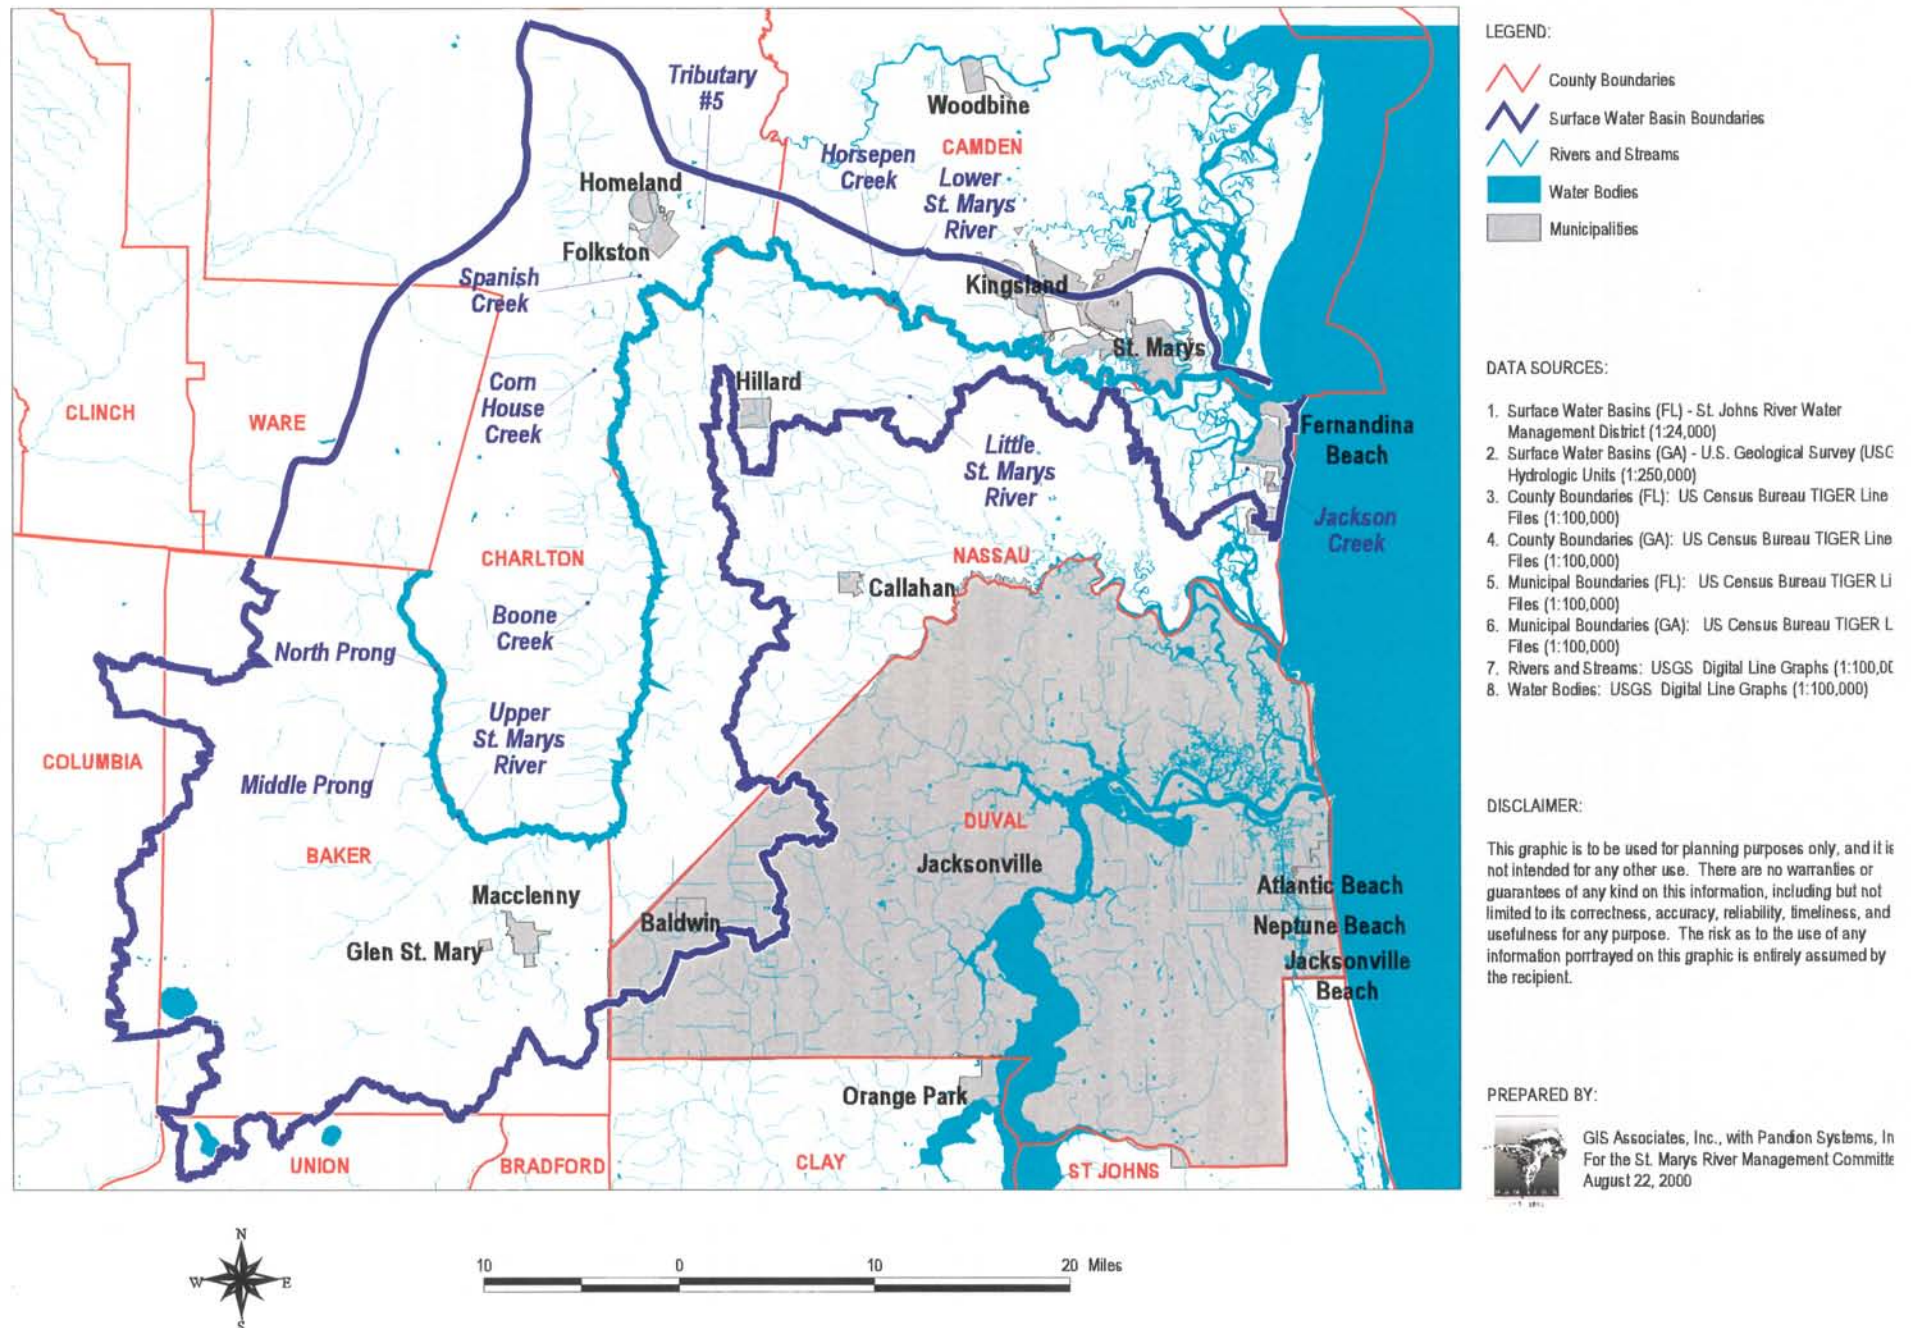 Tributary
#5
Woodbine
CAMDEN
Horsepen
Creek
Lower
St. Marys
River
Homeland
Folkston
Spanish
Creek
Kingsland
St. Marys
Hillard
Corn
House
Creek
CLINCH
WARE
Fernandina
Beach
Little
St. Marys
River
Jackson
Creek
CHARLTON
NASSAU
Callahan
Boone
Creek
North Prong
Upper
St. Marys
River
COLUMBIA
Middle Prong
DUVAL
BAKER
Jacksonville
Macclenny
Atlantic Beach
Baldwin
Neptune Beach
Glen St. Mary
Jacksonville
Beach
Orange Park
UNION
BRADFORD
CLAY
ST JOHNS
LEGEND:
County Boundaries
Surface Water Basin Boundaries
Rivers and Streams
Water Bodies
Municipalities
DATA SOURCES:
1. Surface Water Basins (FL) - St. Johns River Water
Management District (1:24,000)
2. Surface Water Basins (GA) - U.S. Geological Survey (USG
Hydrologic Units (1:250,000)
3. County Boundaries (FL): US Census Bureau TIGER Line
Files (1:100,000)
4. County Boundaries (GA): US Census Bureau TIGER Line
Files (1:100,000)
5. Municipal Boundaries (FL): US Census Bureau TIGER Li
Files (1:100,000)
6. Municipal Boundaries (GA): US Census Bureau TIGER L
Files (1:100,000)
7. Rivers and Streams: USGS Digital Line Graphs (1:100,00
8. Water Bodies: USGS Digital Line Graphs (1:100,000)
DISCLAIMER:
This graphic is to be used for planning purposes only, and it is
not intended for any other use. There are no warranties or
guarantees of any kind on this information, including but not
limited to its correctness, accuracy, reliability, timeliness, and
usefulness for any purpose. The risk as to the use of any
information portrayed on this graphic is entirely assumed by
the recipient.
PREPARED BY:
GIS Associates, Inc., with Pandion Systems, In
For the St. Marys River Management Committe
August 22, 2000
N
W E
S
10 0 10 20 Miles